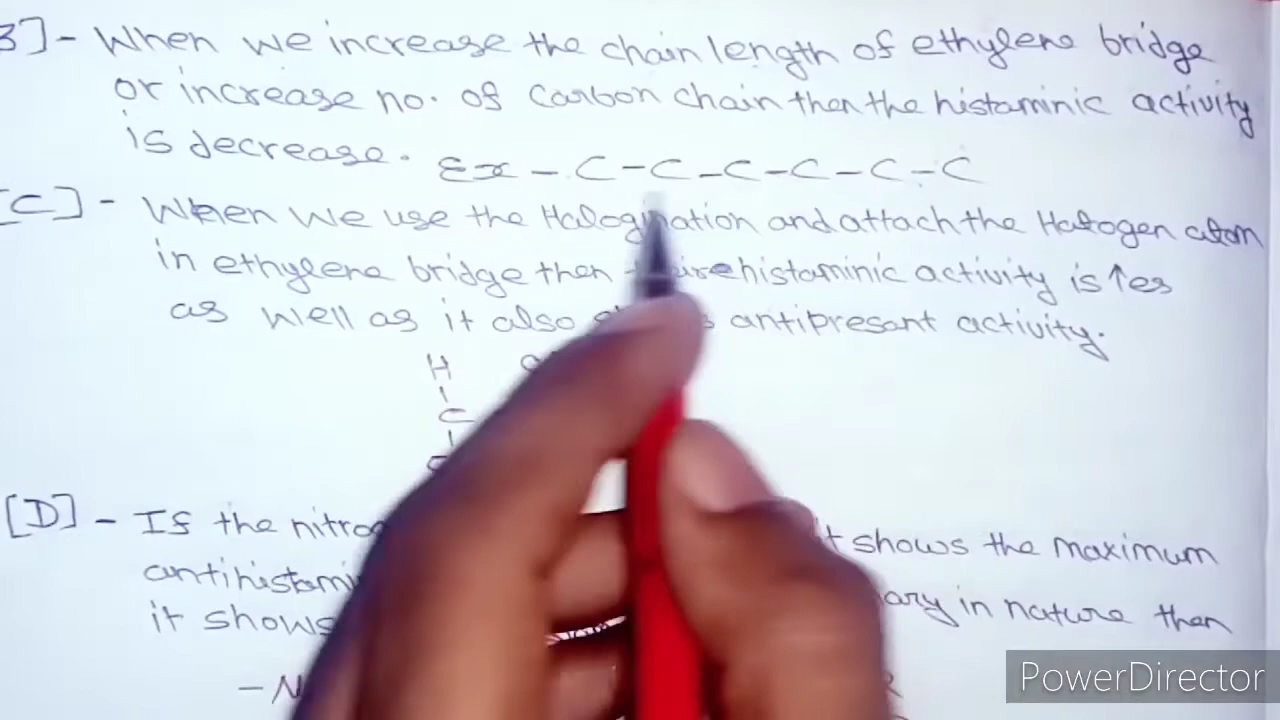 B] - When we increase the chain length of ethylene bridge
or increase no. of carbon chain then the histaminic activity
is decrease. Ex - C - C - C - C - C - C
[C] - When we use the Halogination and attach the Halogen atom
in ethylene bridge then histaminic activity is ↑es
as well as it also antipresant activity.
H
C
[D] - If the it shows the maximum
it shows in nature then
- N
PowerDirector